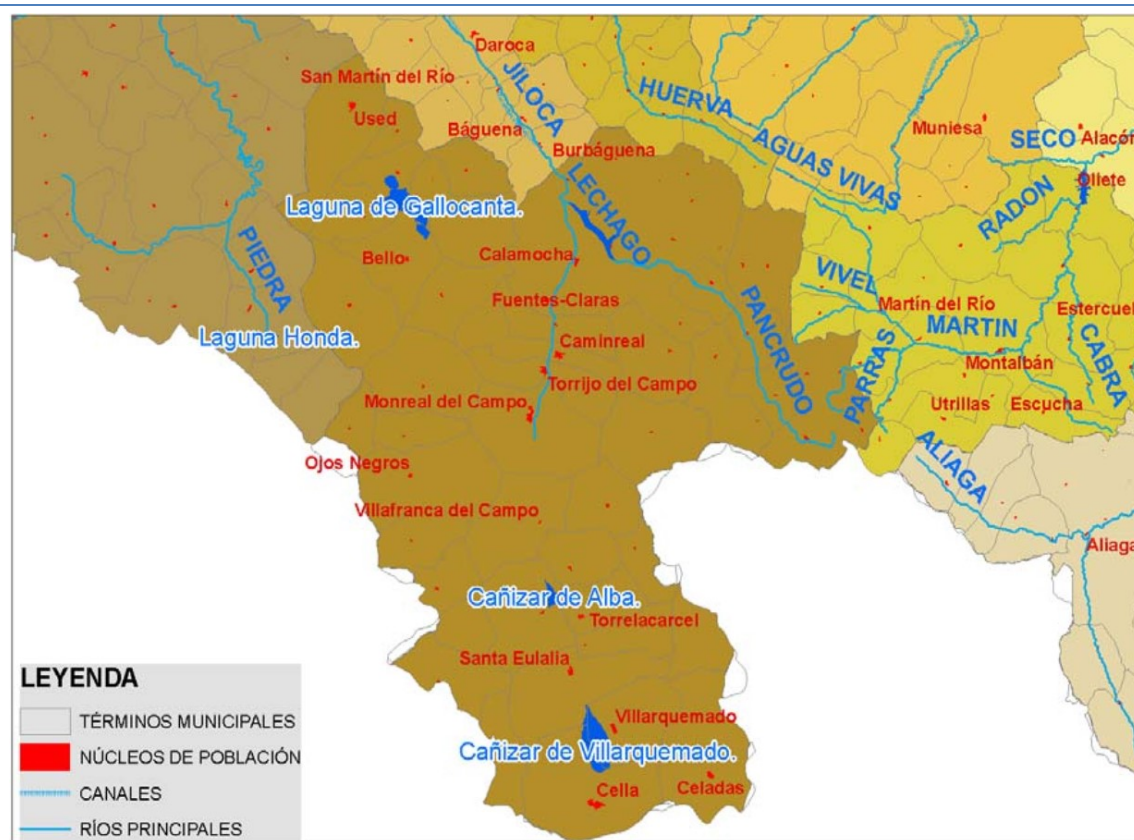 Daroca
San Martín del Río
JILOCA
HUERVA
Used
Báguena
Muniesa
SECO
Alacón
AGUAS VIVAS
Burbáguena
LECHAGO
Oliete
RADON
Laguna de Gallocanta.
PIEDRA
Bello
Calamocha
VIVEL
Fuentes-Claras
Martín del Río
Estercuel
Laguna Honda.
PANCRUDO
MARTIN
Caminreal
PARRAS
CABRA
Montalbán
Torrijo del Campo
Monreal del Campo
Utrillas
Escucha
ALIAGA
Ojos Negros
Villafranca del Campo
Aliaga
Cañizar de Alba.
Torrelacarcel
Santa Eulalia
Villarquemado
Cañizar de Villarquemado.
Cella
Celadas
LEYENDA
TÉRMINOS MUNICIPALES
NÚCLEOS DE POBLACIÓN
CANALES
RÍOS PRINCIPALES